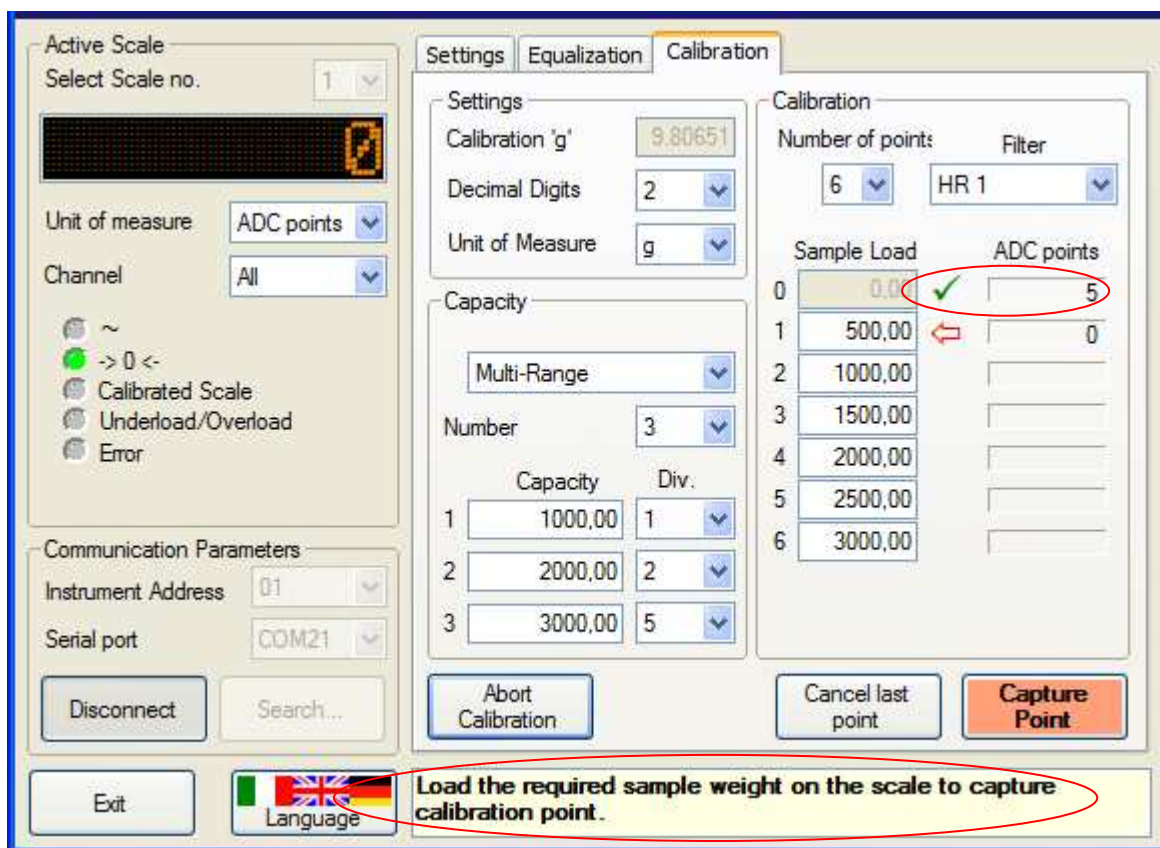 Active Scale
Select Scale no.
1
0
Unit of measure
ADC points
Channel
All
~
-> 0 <-
Calibrated Scale
Underload/Overload
Error
Communication Parameters
Instrument Address
01
Serial port
COM21
Disconnect
Search...
Exit
Language
Settings
Equalization
Calibration
Settings
Calibration 'g'
9.80651
Decimal Digits
2
Unit of Measure
g
Capacity
Multi-Range
Number
3
Capacity Div.
1 1000,00 1
2 2000,00 2
3 3000,00 5
Calibration
Number of points
Filter
6
HR 1
Sample Load ADC points
0 0,00 5
1 500,00 0
2 1000,00
3 1500,00
4 2000,00
5 2500,00
6 3000,00
Abort
Calibration
Cancel last
point
Capture
Point
Load the required sample weight on the scale to capture
calibration point.